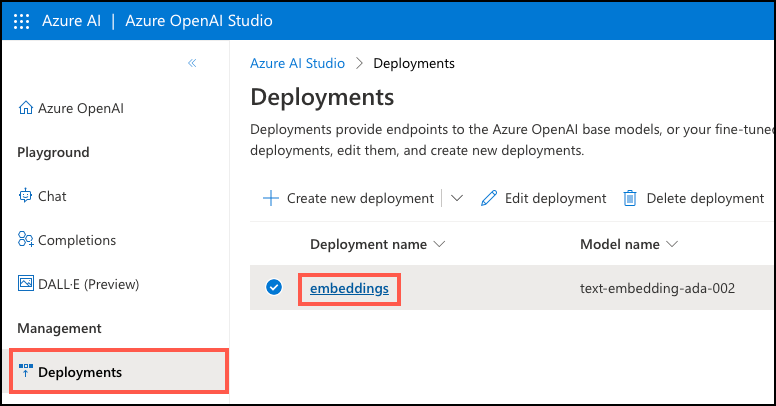 Azure AI | Azure OpenAI Studio
Azure AI Studio > Deployments
Deployments
Deployments provide endpoints to the Azure OpenAI base models, or your fine-tuned
deployments, edit them, and create new deployments.
Create new deployment
Edit deployment
Delete deployment
Deployment name
Model name
embeddings
text-embedding-ada-002
Azure OpenAI
Playground
Chat
Completions
DALL·E (Preview)
Management
Deployments